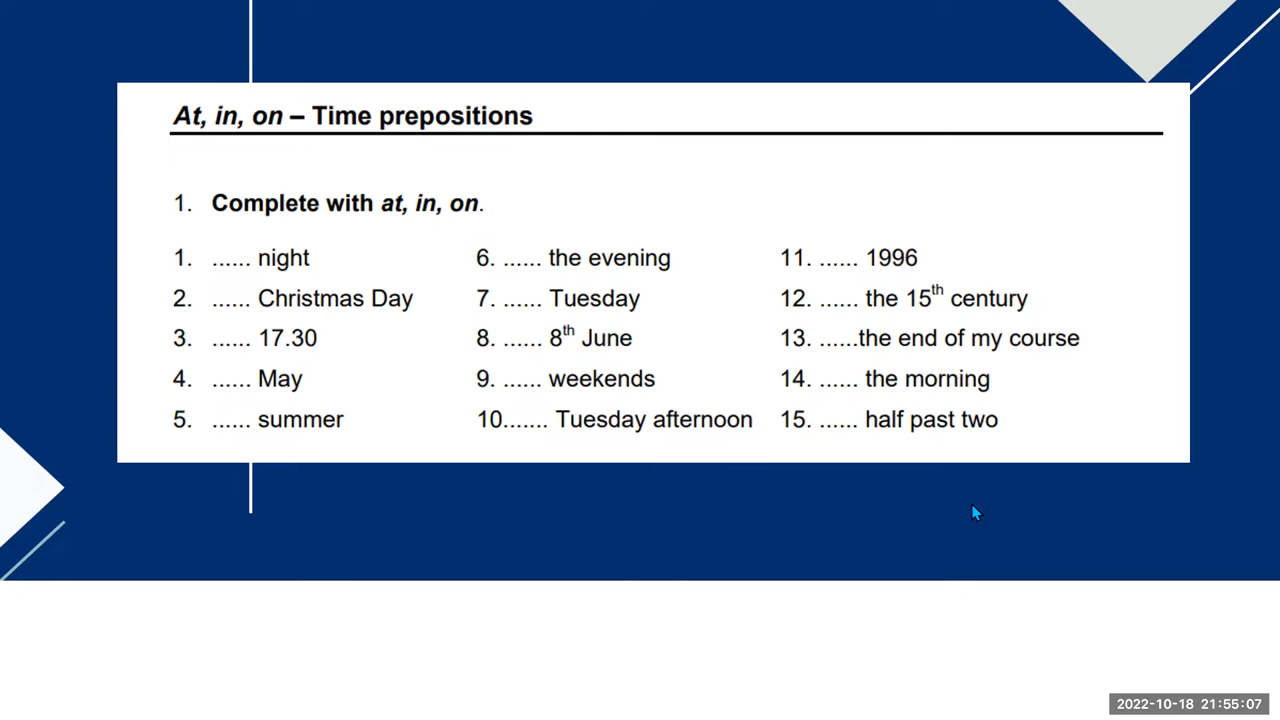 At, in, on – Time prepositions
1. Complete with at, in, on.
1. ...... night
2. ...... Christmas Day
3. ...... 17.30
4. ...... May
5. ...... summer
6. ...... the evening
7. ...... Tuesday
8. ...... 8th June
9. ...... weekends
10....... Tuesday afternoon
11. ...... 1996
12. ...... the 15th century
13. ......the end of my course
14. ...... the morning
15. ...... half past two
2022-10-18 21:55:07